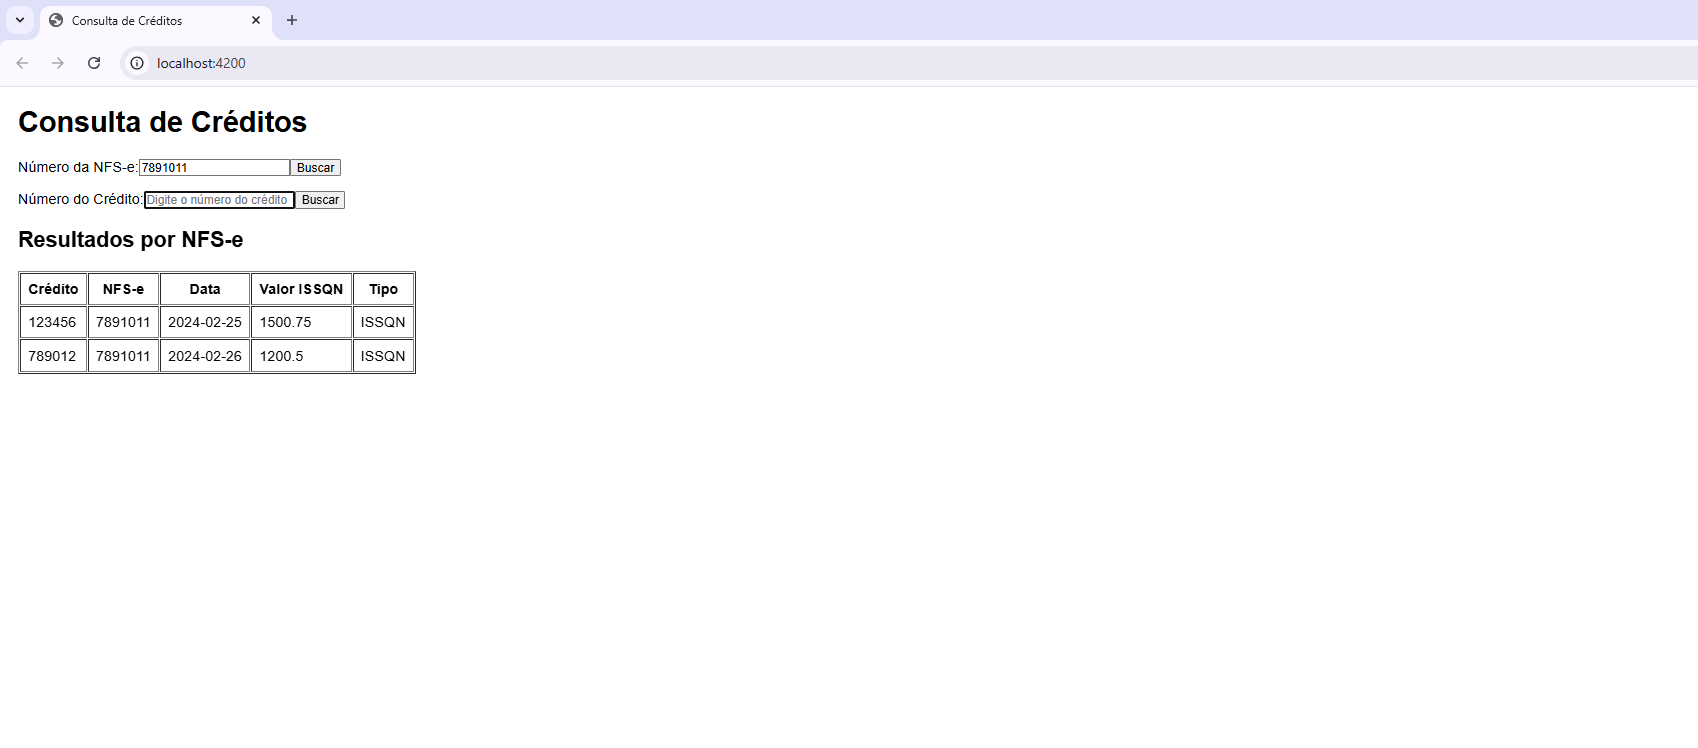 Consulta de Créditos
localhost:4200
Consulta de Créditos
Número da NFS-e: 7891011 Buscar
Número do Crédito: Digite o número do crédito Buscar
Resultados por NFS-e
Crédito NFS-e Data Valor ISSQN Tipo
123456 7891011 2024-02-25 1500.75 ISSQN
789012 7891011 2024-02-26 1200.5 ISSQN